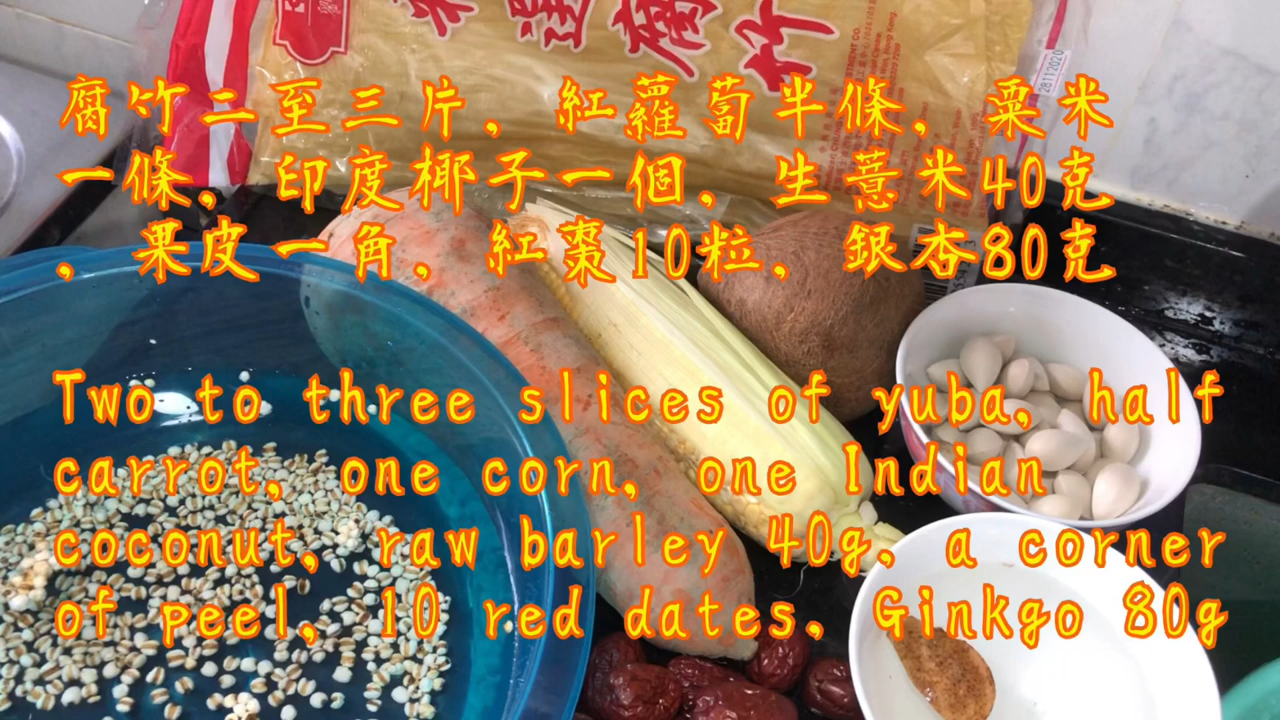 腐竹
28112020
腐竹二至三片，紅蘿蔔半條，粟米
一條，印度椰子一個，生薏米40克
，果皮一角，紅棗10粒，銀杏80克
Two to three slices of yuba, half
carrot, one corn, one Indian
coconut, raw barley 40g, a corner
of peel, 10 red dates, Ginkgo 80g